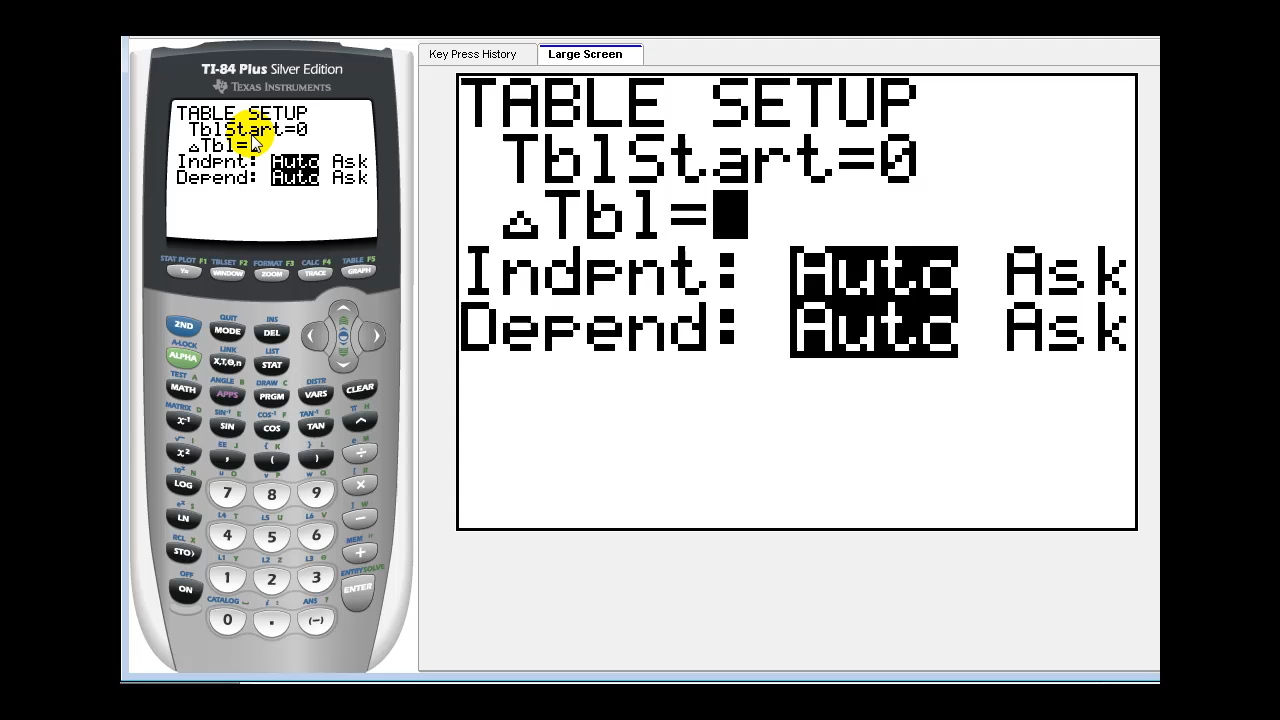 Key Press History
Large Screen
TI-84 Plus Silver Edition
TEXAS INSTRUMENTS
TABLE SETUP
TblStart=0
△Tbl=
Indpnt: Auto Ask
Depend: Auto Ask
TABLE SETUP
TblStart=0
△Tbl=
Indpnt: Auto Ask
Depend: Auto Ask
STAT PLOT F1 TBLSET F2 FORMAT F3 CALC F4 TABLE F5
Y= WINDOW ZOOM TRACE GRAPH
QUIT INS
2ND MODE DEL
A-LOCK LINK LIST
ALPHA X,T,Θ,n STAT
TEST A ANGLE B DRAW C DISTR
MATH APPS PRGM VARS CLEAR
MATRIX D SIN⁻¹ E COS⁻¹ F TAN⁻¹ G π H
x⁻¹ SIN COS TAN ^
√ I EE J { K } L e M
x² , ( ) ÷
10ˣ N u O v P w Q [ R
LOG 7 8 9 ×
eˣ S L4 T L5 U L6 V ] W
LN 4 5 6 −
RCL X L1 Y L2 Z L3 θ MEM "
STO› 1 2 3 +
OFF CATALOG i : ANS ? ENTRY SOLVE
ON 0 . (−) ENTER